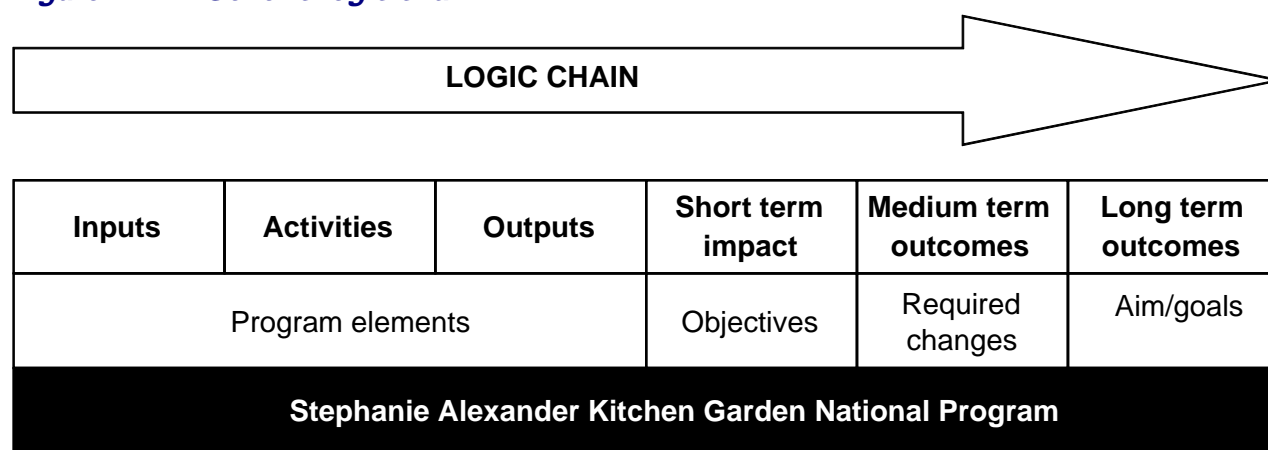 LOGIC CHAIN
Inputs
Activities
Outputs
Short term
impact
Medium term
outcomes
Long term
outcomes
Program elements
Objectives
Required
changes
Aim/goals
Stephanie Alexander Kitchen Garden National Program